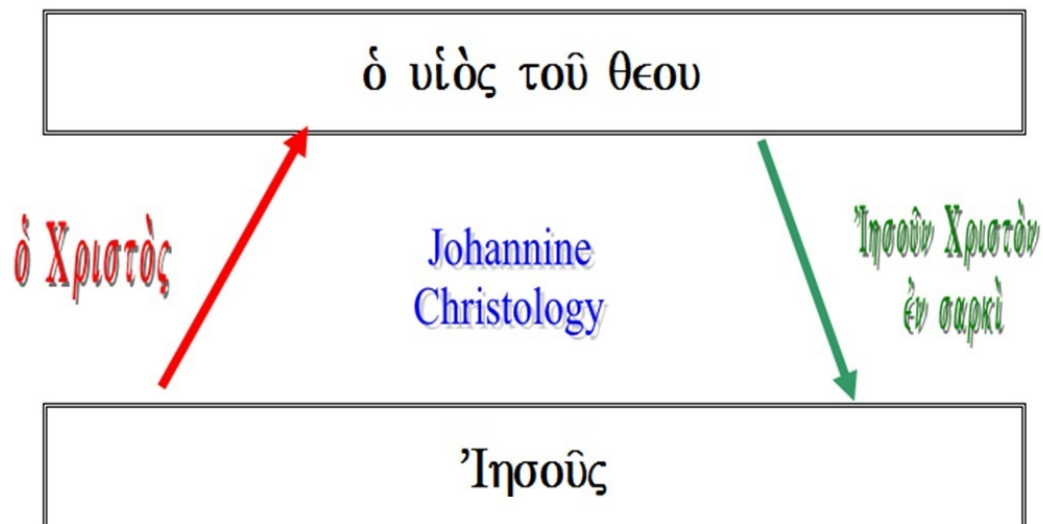 ὁ υἱὸς τοῦ θεου
ὁ Χριστὸς
Johannine
Christology
Ἰησοῦν Χριστὸν
ἐν σαρκὶ
Ἰησοῦς